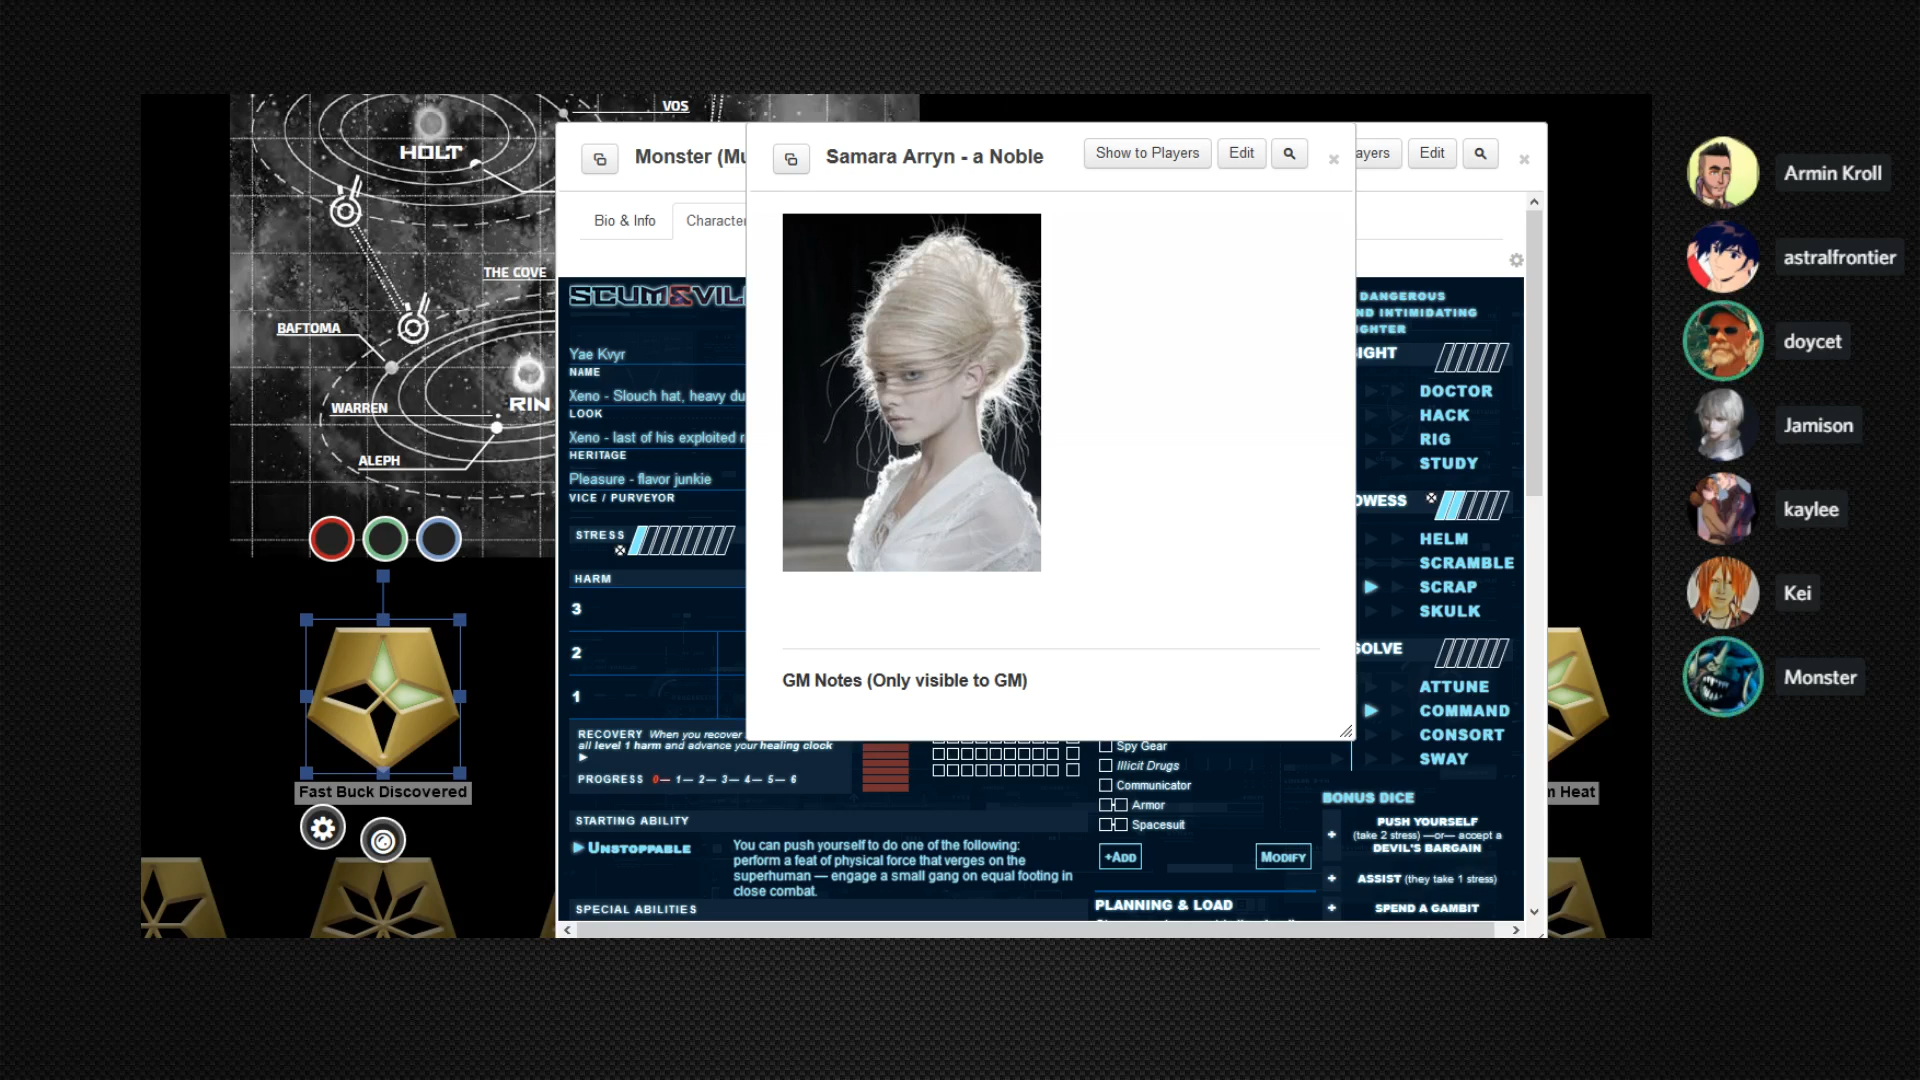 VOS
HOLT
THE COVE
BAFTOMA
RIN
WARREN
ALEPH
Fast Buck Discovered
Monster (Mu
Bio & Info
Samara Arryn - a Noble
Show to Players
Edit
GM Notes (Only visible to GM)
ayers
Edit
SCUM & VIL
Yae Kvyr
NAME
Xeno - Slouch hat, heavy du
LOOK
Xeno - last of his exploited r
HERITAGE
Pleasure - flavor junkie
VICE / PURVEYOR
STRESS
HARM
3
2
1
RECOVERY When you recover
all level 1 harm and advance your healing clock
PROGRESS 0— 1— 2— 3— 4— 5— 6
STARTING ABILITY
UNSTOPPABLE
You can push yourself to do one of the following:
perform a feat of physical force that verges on the
superhuman — engage a small gang on equal footing in
close combat.
SPECIAL ABILITIES
Spy Gear
Illicit Drugs
Communicator
Armor
Spacesuit
+ADD
MODIFY
PLANNING & LOAD
DANGEROUS
ND INTIMIDATING
GHTER
IGHT
DOCTOR
HACK
RIG
STUDY
OWESS
HELM
SCRAMBLE
SCRAP
SKULK
SOLVE
ATTUNE
COMMAND
CONSORT
SWAY
BONUS DICE
+ PUSH YOURSELF
(take 2 stress) —or— accept a
DEVIL'S BARGAIN
+ ASSIST (they take 1 stress)
+ SPEND A GAMBIT
Heat
Armin Kroll
astralfrontier
doycet
Jamison
kaylee
Kei
Monster